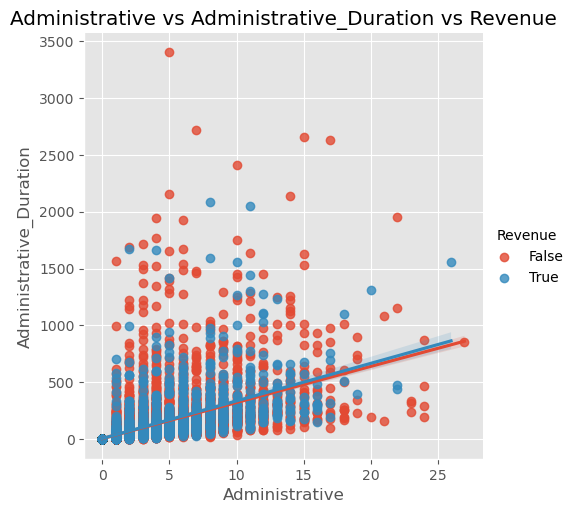 Administrative vs Administrative_Duration vs Revenue
3500
3000
2500
2000
1500
1000
500
0
Administrative_Duration
0 5 10 15 20 25
Administrative
Revenue
False
True